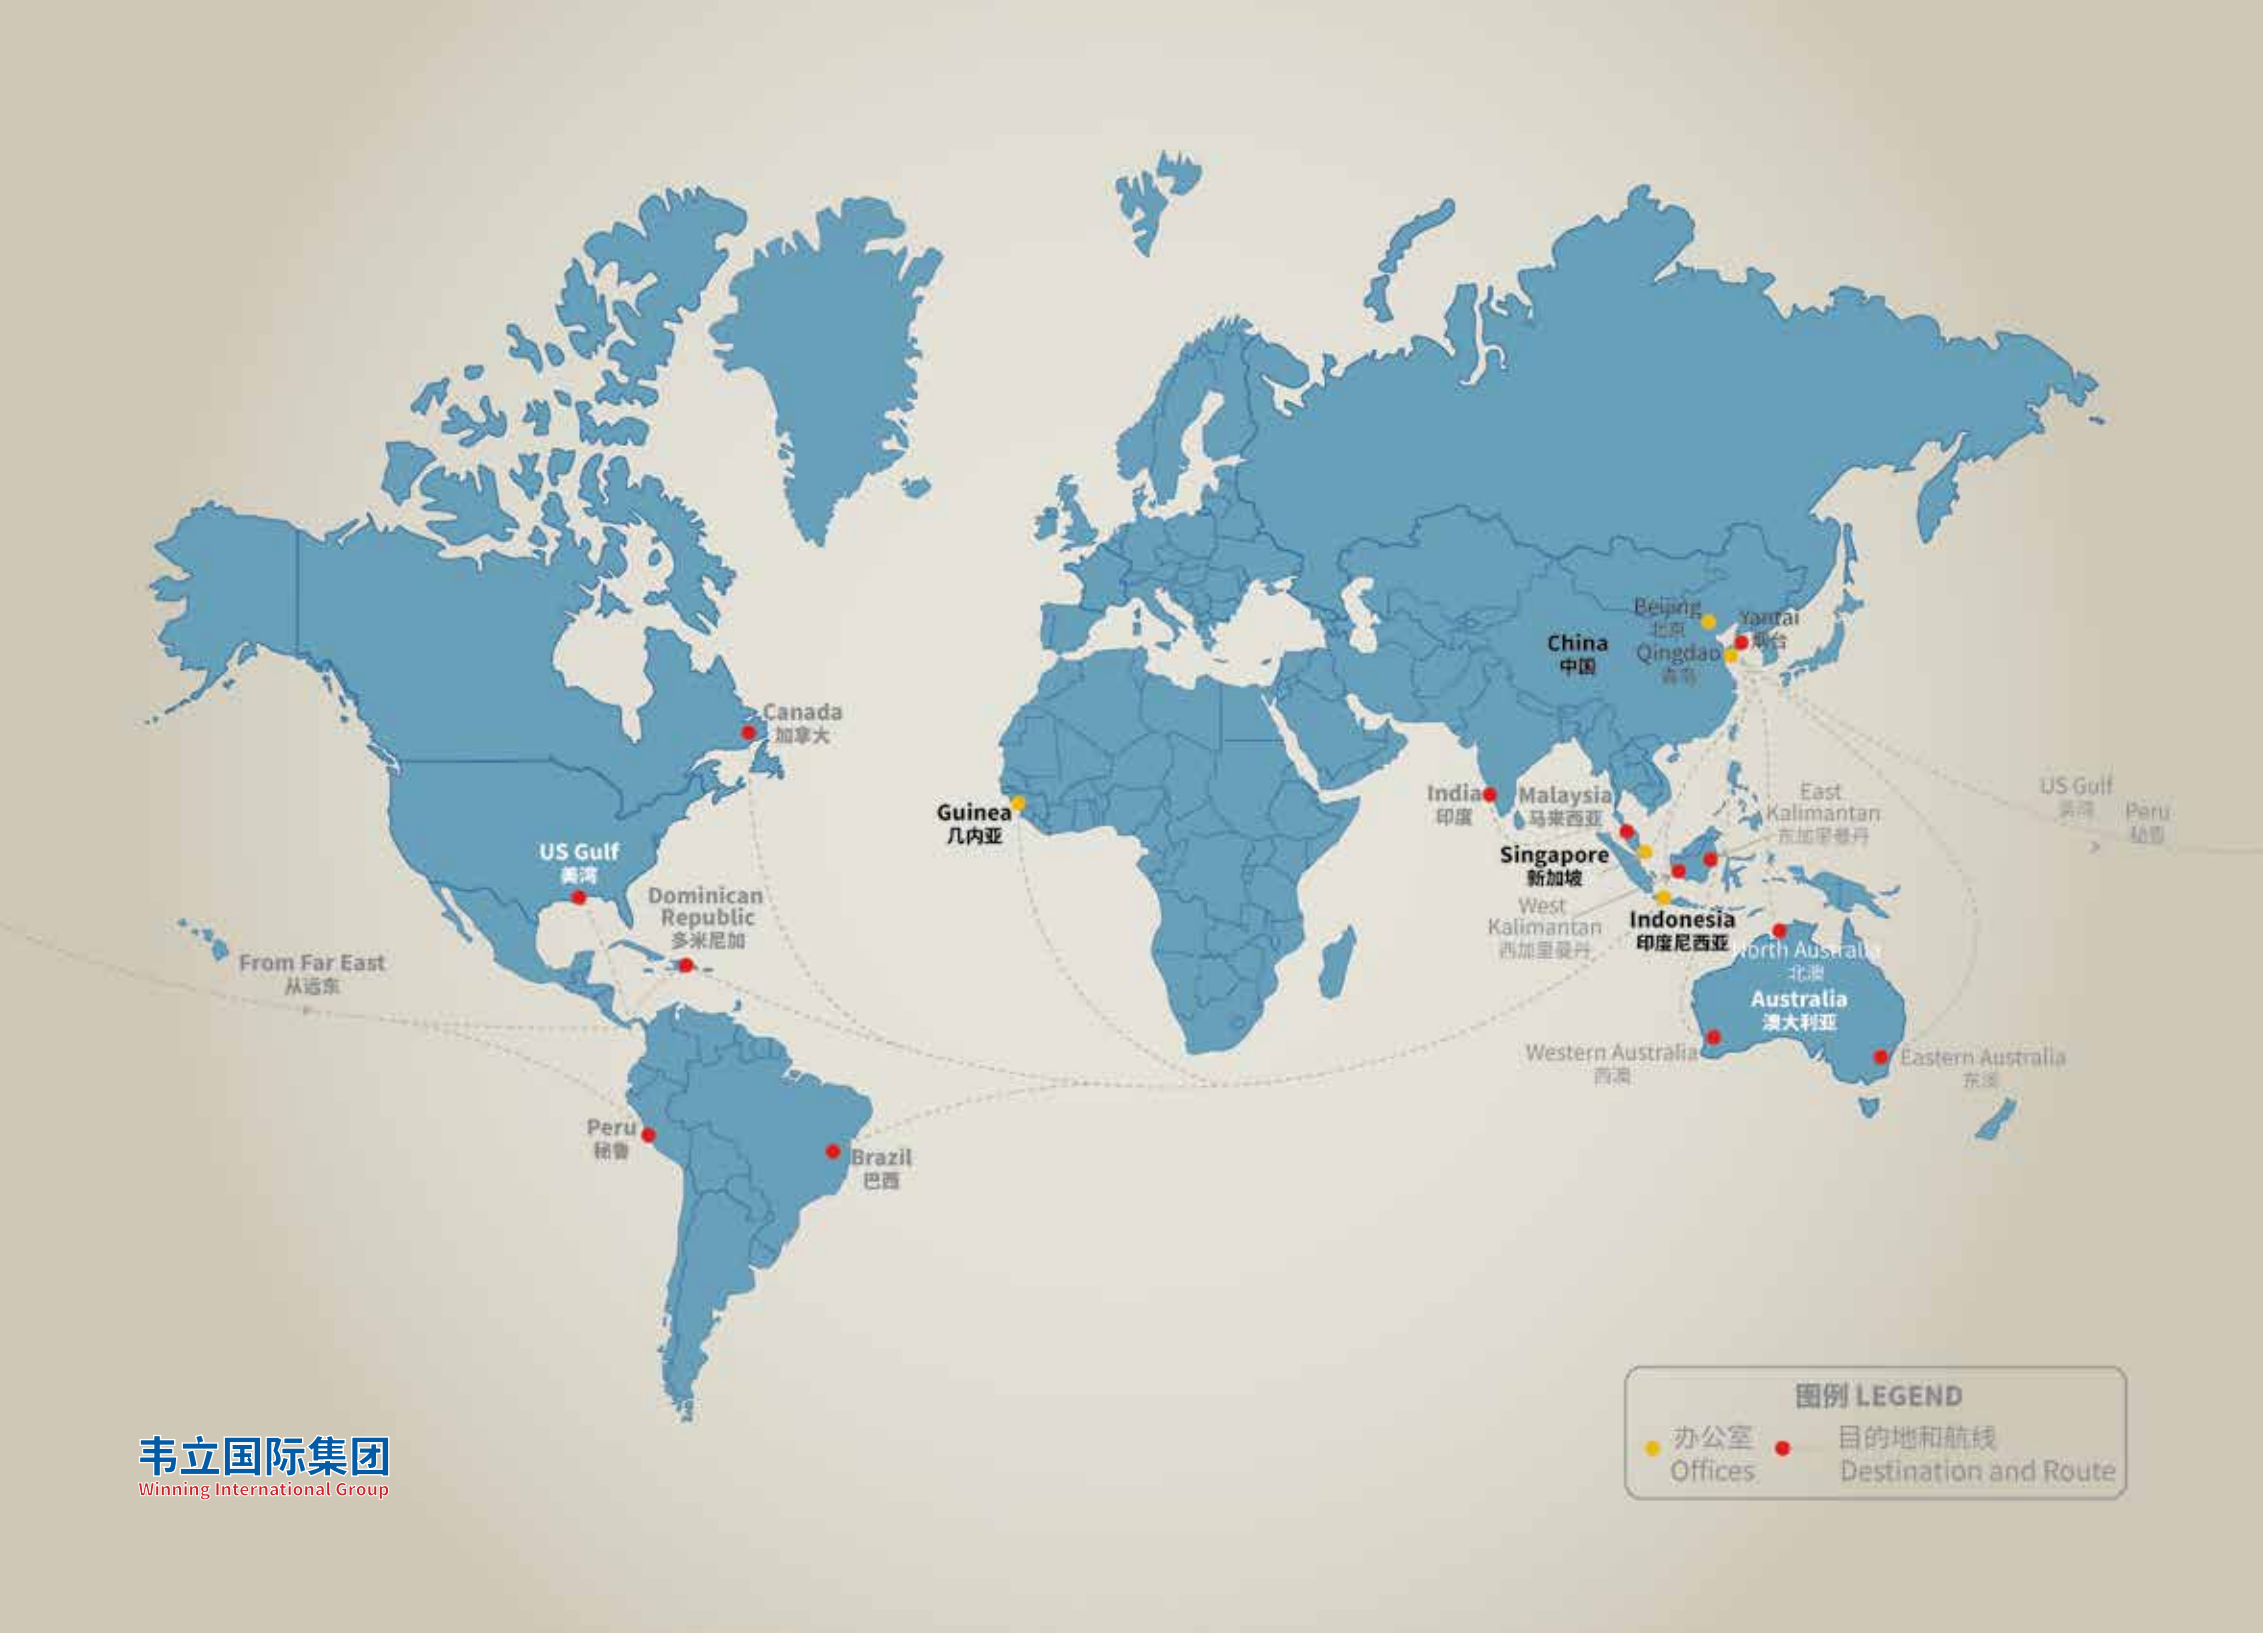 Beijing
北京
Yantai
烟台
China
中国
Qingdao
青岛
Canada
加拿大
US Gulf
美湾
Peru
India
印度
Malaysia
马来西亚
East
Kalimantan
东加里曼丹
Guinea
几内亚
Singapore
新加坡
US Gulf
美湾
Dominican
Republic
多米尼加
West
Kalimantan
西加里曼丹
Indonesia
印度尼西亚
North Australia
北澳
From Far East
从远东
Australia
澳大利亚
Western Australia
西澳
Eastern Australia
东澳
Peru
秘鲁
Brazil
巴西
图例 LEGEND
办公室
Offices
目的地和航线
Destination and Route
韦立国际集团
Winning International Group